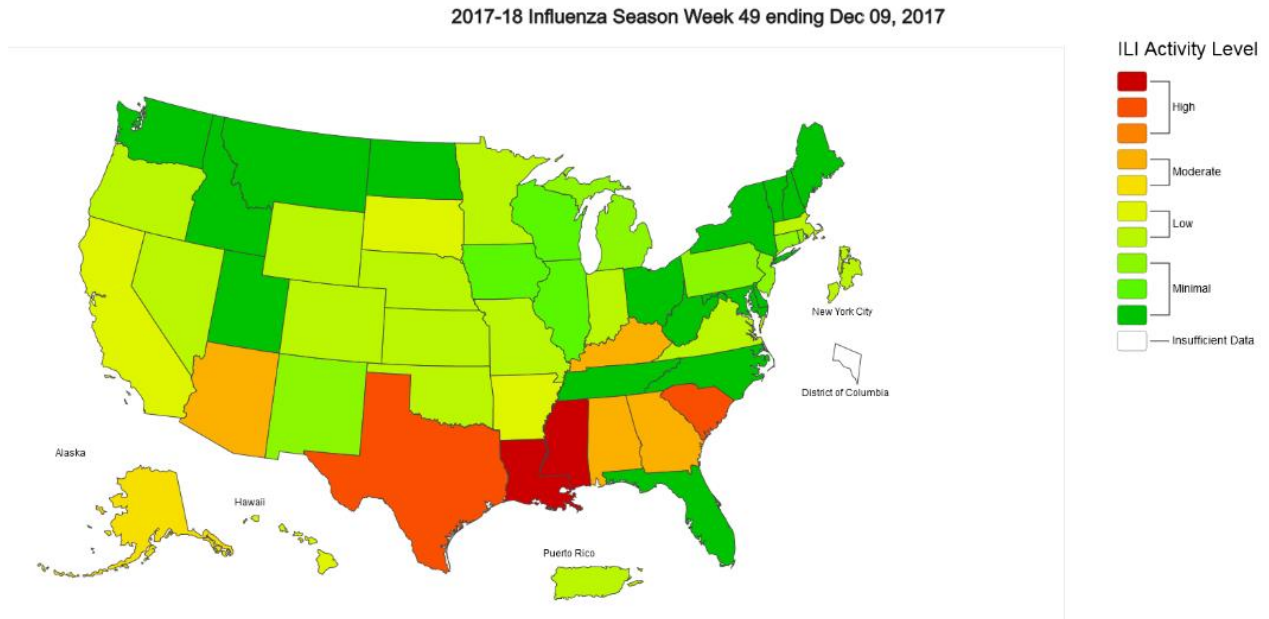 2017-18 Influenza Season Week 49 ending Dec 09, 2017
ILI Activity Level
High
Moderate
Low
Minimal
Insufficient Data
New York City
District of Columbia
Alaska
Hawaii
Puerto Rico